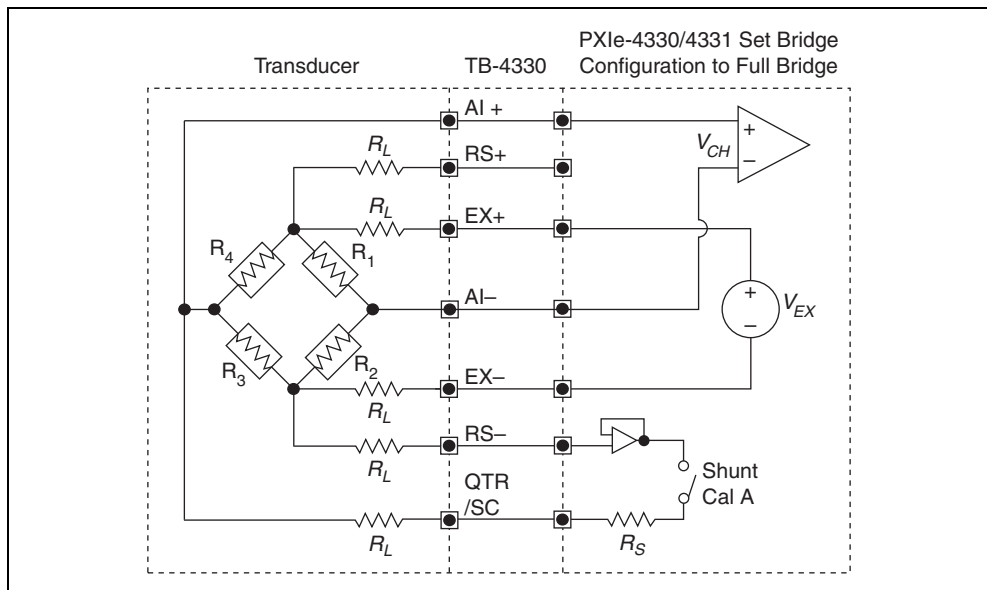 Transducer
TB-4330
PXIe-4330/4331 Set Bridge
Configuration to Full Bridge
AI +
+
V_CH
−
R_L
RS+
R_L
EX+
R_4
R_1
AI–
+
V_EX
−
R_3
R_2
EX–
R_L
RS–
R_L
Shunt
Cal A
QTR
/SC
R_L
R_S